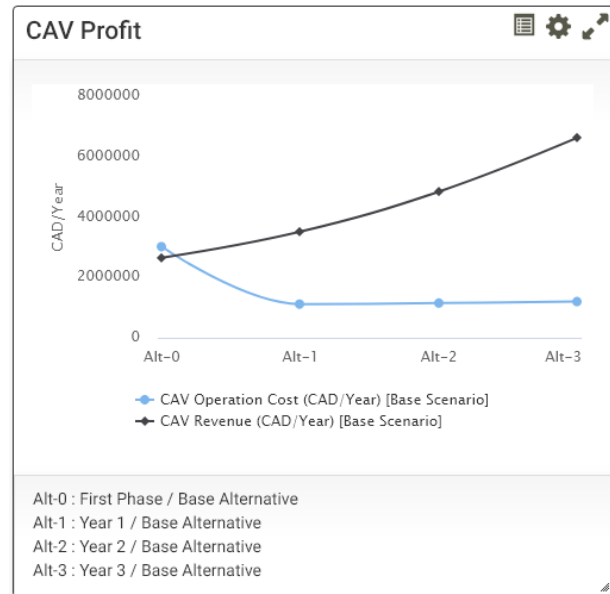 CAV Profit
8000000
6000000
4000000
2000000
0
CAD/Year
Alt-0 Alt-1 Alt-2 Alt-3
CAV Operation Cost (CAD/Year) [Base Scenario]
CAV Revenue (CAD/Year) [Base Scenario]
Alt-0 : First Phase / Base Alternative
Alt-1 : Year 1 / Base Alternative
Alt-2 : Year 2 / Base Alternative
Alt-3 : Year 3 / Base Alternative